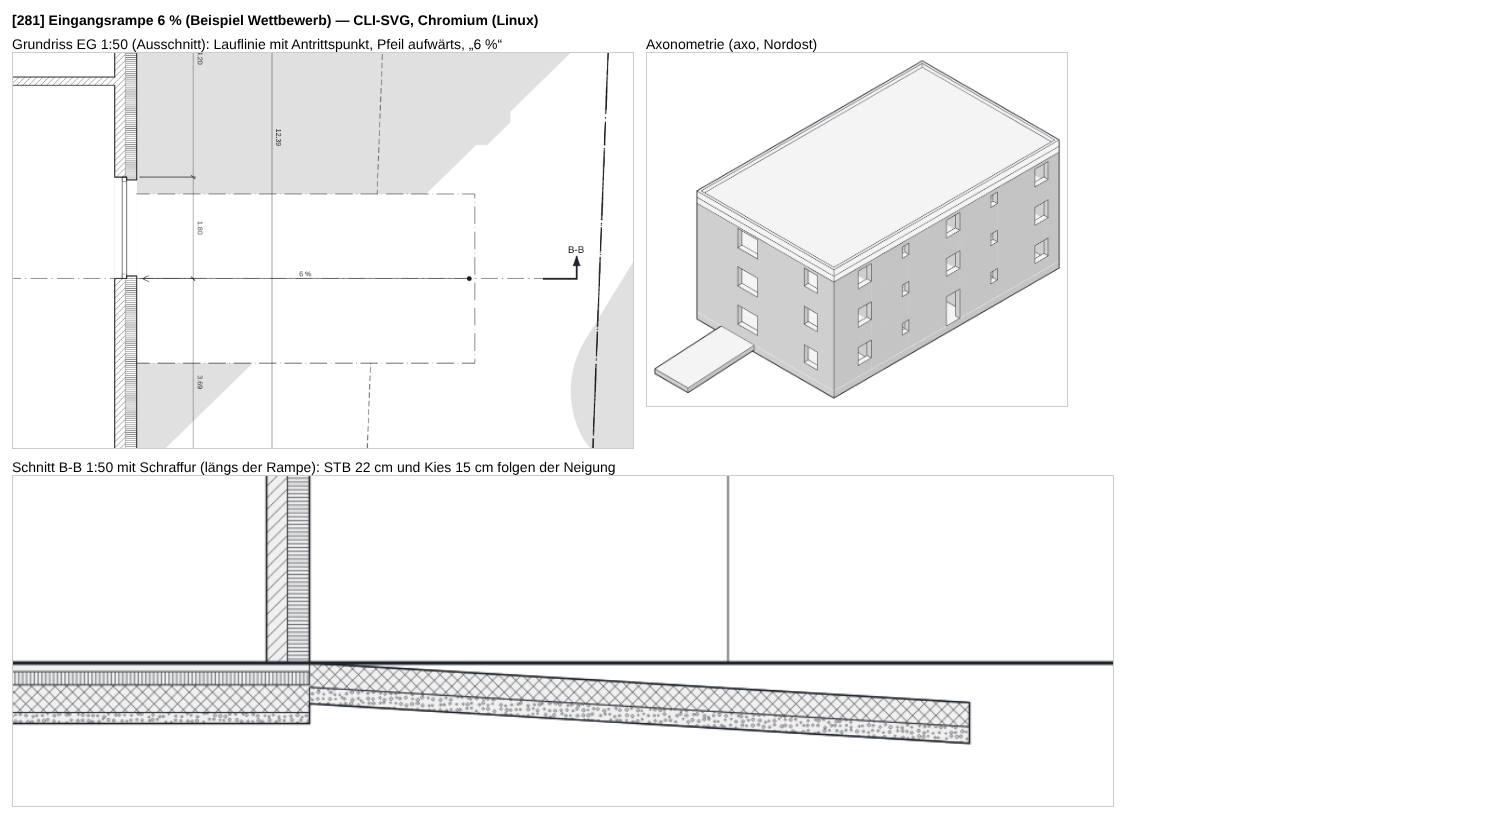 [281] Eingangsrampe 6 % (Beispiel Wettbewerb) — CLI-SVG, Chromium (Linux)
Grundriss EG 1:50 (Ausschnitt): Lauflinie mit Antrittspunkt, Pfeil aufwärts, „6 %“
Axonometrie (axo, Nordost)
12.39
1.80
B-B
6 %
3.69
Schnitt B-B 1:50 mit Schraffur (längs der Rampe): STB 22 cm und Kies 15 cm folgen der Neigung